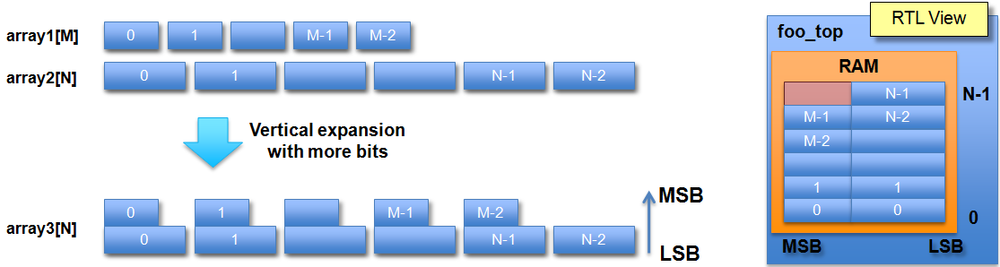 array1[M] 0 1 M-1 M-2
array2[N] 0 1 N-1 N-2
Vertical expansion
with more bits
0 1 M-1 M-2
array3[N] 0 1 N-1 N-2
MSB
LSB
RTL View
foo_top
RAM
N-1 N-1
M-1 N-2
M-2
1 1
0 0 0
MSB LSB